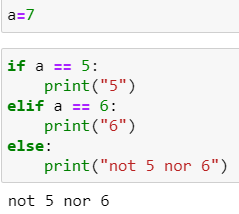 a=7
if a == 5:
    print("5")
elif a == 6:
    print("6")
else:
    print("not 5 nor 6")
not 5 nor 6